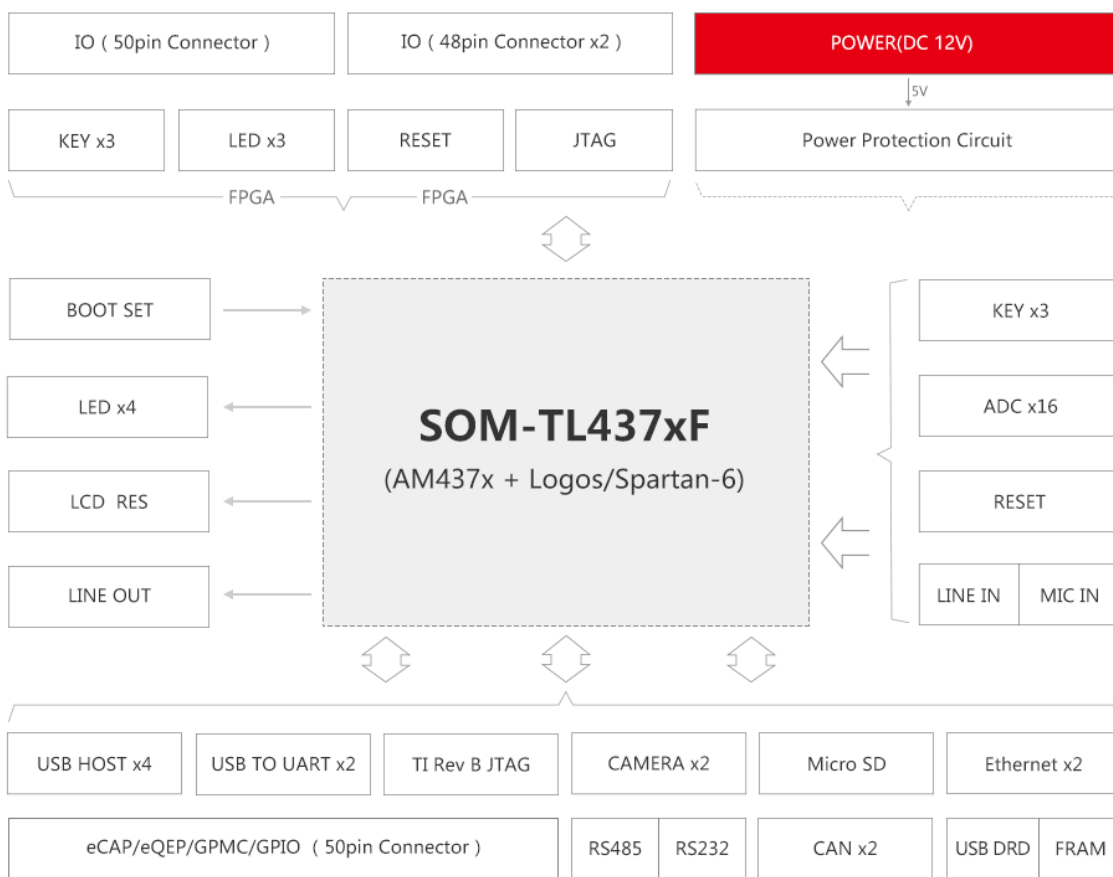 IO ( 50pin Connector )
IO ( 48pin Connector x2 )
POWER(DC 12V)
5V
KEY x3
LED x3
RESET
JTAG
Power Protection Circuit
FPGA
FPGA
BOOT SET
LED x4
LCD RES
LINE OUT
SOM-TL437xF
(AM437x + Logos/Spartan-6)
KEY x3
ADC x16
RESET
LINE IN
MIC IN
USB HOST x4
USB TO UART x2
TI Rev B JTAG
CAMERA x2
Micro SD
Ethernet x2
eCAP/eQEP/GPMC/GPIO ( 50pin Connector )
RS485
RS232
CAN x2
USB DRD
FRAM